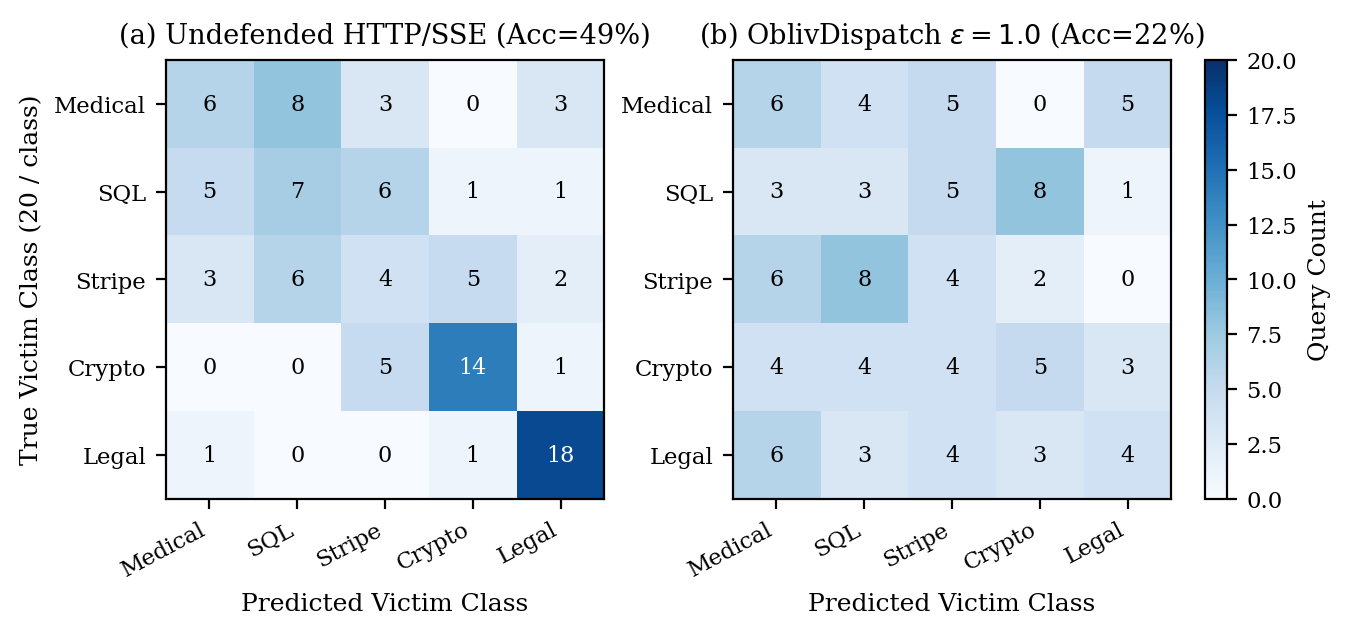 (a) Undefended HTTP/SSE (Acc=49%)
True Victim Class (20 / class)
Medical 6 8 3 0 3
SQL 5 7 6 1 1
Stripe 3 6 4 5 2
Crypto 0 0 5 14 1
Legal 1 0 0 1 18
Medical SQL Stripe Crypto Legal
Predicted Victim Class
(b) OblivDispatch ε = 1.0 (Acc=22%)
Medical 6 4 5 0 5
SQL 3 3 5 8 1
Stripe 6 8 4 2 0
Crypto 4 4 4 5 3
Legal 6 3 4 3 4
Medical SQL Stripe Crypto Legal
Predicted Victim Class
20.0
17.5
15.0
12.5
10.0
7.5
5.0
2.5
0.0
Query Count